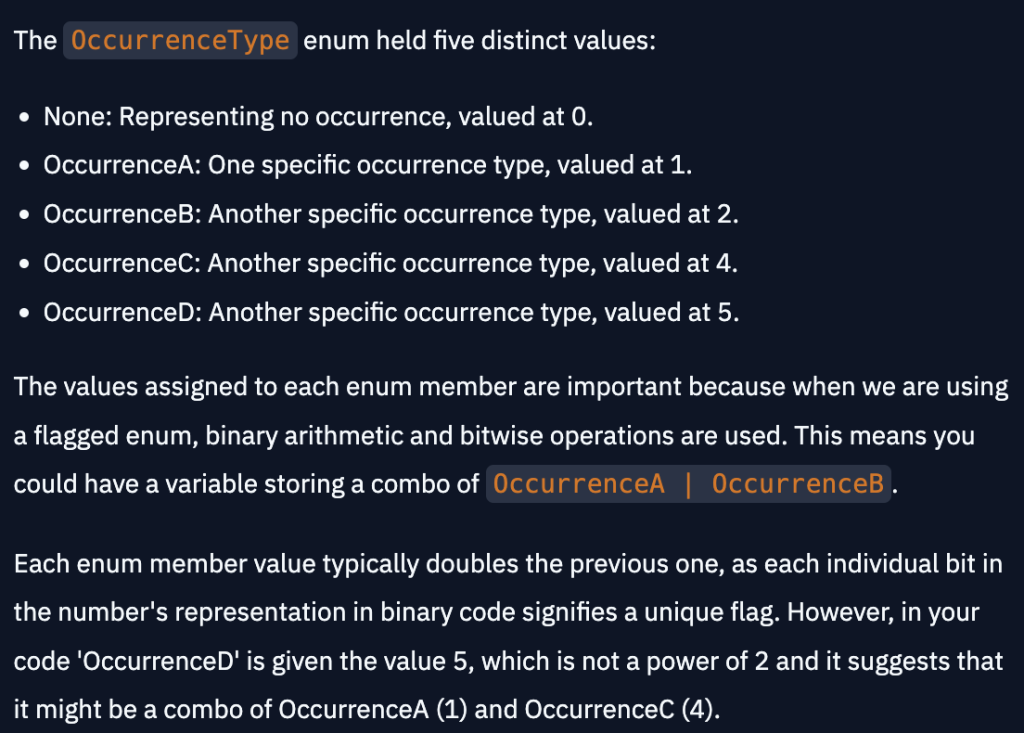 The OccurrenceType enum held five distinct values:
• None: Representing no occurrence, valued at 0.
• OccurrenceA: One specific occurrence type, valued at 1.
• OccurrenceB: Another specific occurrence type, valued at 2.
• OccurrenceC: Another specific occurrence type, valued at 4.
• OccurrenceD: Another specific occurrence type, valued at 5.
The values assigned to each enum member are important because when we are using
a flagged enum, binary arithmetic and bitwise operations are used. This means you
could have a variable storing a combo of OccurrenceA | OccurrenceB.
Each enum member value typically doubles the previous one, as each individual bit in
the number's representation in binary code signifies a unique flag. However, in your
code 'OccurrenceD' is given the value 5, which is not a power of 2 and it suggests that
it might be a combo of OccurrenceA (1) and OccurrenceC (4).